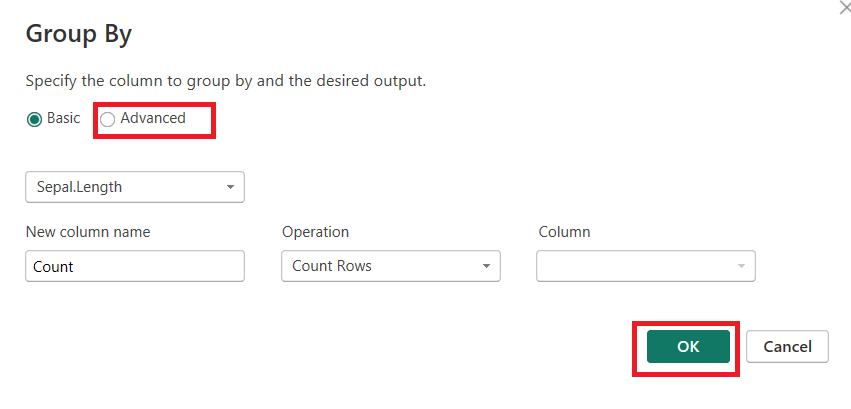 Group By
Specify the column to group by and the desired output.
Basic Advanced
Sepal.Length
New column name Operation Column
Count Count Rows
OK Cancel